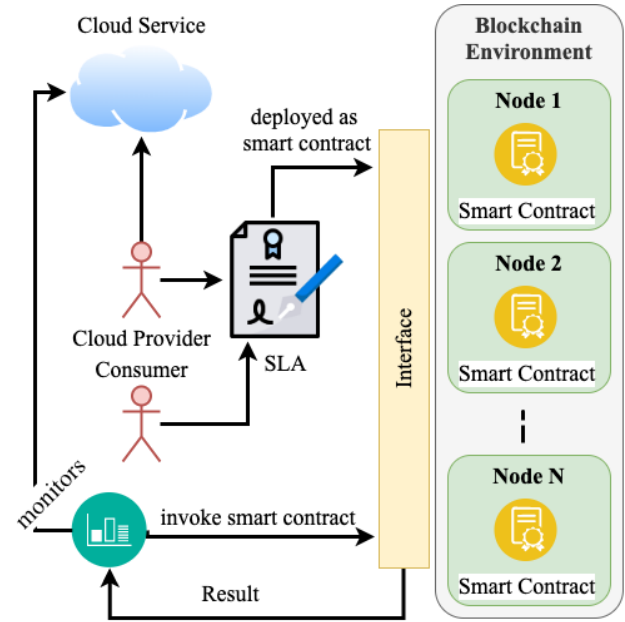 Cloud Service
deployed as
smart contract
Cloud Provider
Consumer
SLA
monitors
invoke smart contract
Result
Interface
Blockchain
Environment
Node 1
Smart Contract
Node 2
Smart Contract
Node N
Smart Contract